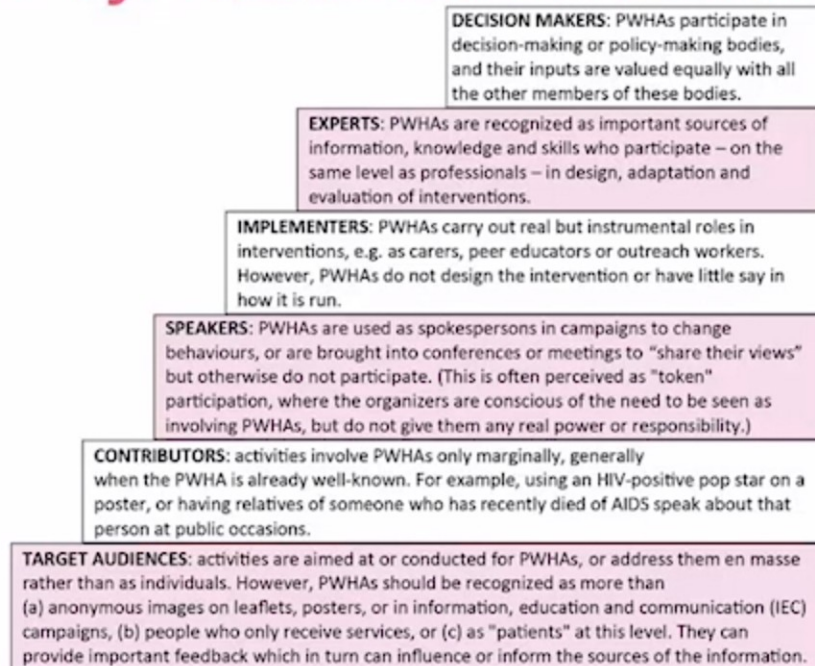 DECISION MAKERS: PWHAs participate in
decision-making or policy-making bodies,
and their inputs are valued equally with all
the other members of these bodies.
EXPERTS: PWHAs are recognized as important sources of
information, knowledge and skills who participate – on the
same level as professionals – in design, adaptation and
evaluation of interventions.
IMPLEMENTERS: PWHAs carry out real but instrumental roles in
interventions, e.g. as carers, peer educators or outreach workers.
However, PWHAs do not design the intervention or have little say in
how it is run.
SPEAKERS: PWHAs are used as spokespersons in campaigns to change
behaviours, or are brought into conferences or meetings to “share their views”
but otherwise do not participate. (This is often perceived as "token"
participation, where the organizers are conscious of the need to be seen as
involving PWHAs, but do not give them any real power or responsibility.)
CONTRIBUTORS: activities involve PWHAs only marginally, generally
when the PWHA is already well-known. For example, using an HIV-positive pop star on a
poster, or having relatives of someone who has recently died of AIDS speak about that
person at public occasions.
TARGET AUDIENCES: activities are aimed at or conducted for PWHAs, or address them en masse
rather than as individuals. However, PWHAs should be recognized as more than
(a) anonymous images on leaflets, posters, or in information, education and communication (IEC)
campaigns, (b) people who only receive services, or (c) as "patients" at this level. They can
provide important feedback which in turn can influence or inform the sources of the information.